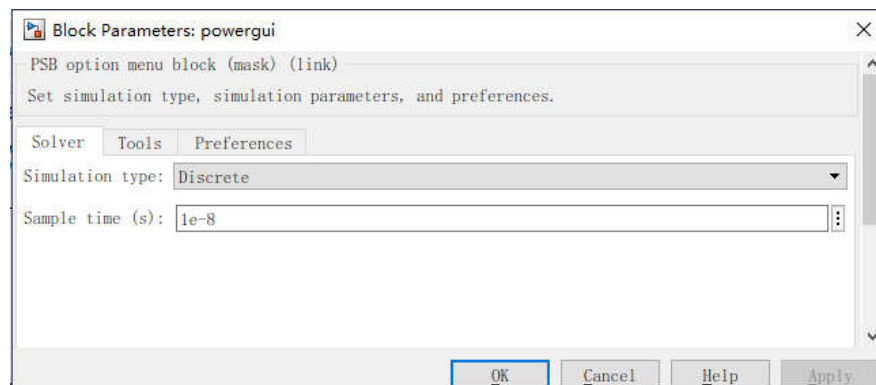 Block Parameters: powergui
PSB option menu block (mask) (link)
Set simulation type, simulation parameters, and preferences.
Solver Tools Preferences
Simulation type: Discrete
Sample time (s): 1e-8
OK Cancel Help Apply